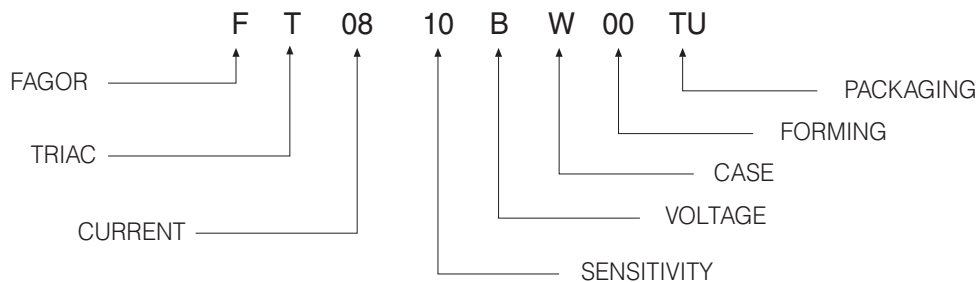 F T 08 10 B W 00 TU
FAGOR
PACKAGING
FORMING
TRIAC
CASE
VOLTAGE
CURRENT
SENSITIVITY